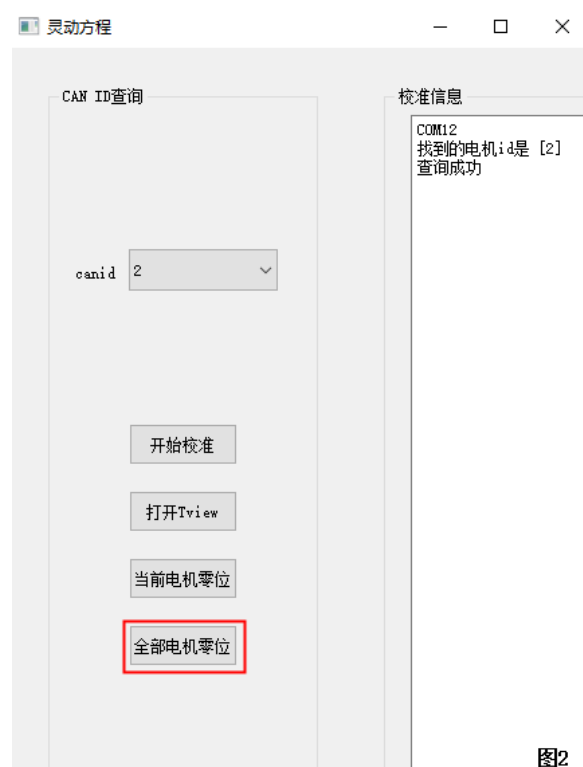 灵动方程
CAN ID查询
canid 2
开始校准
打开Tview
当前电机零位
全部电机零位
校准信息
COM12
找到的电机id是 [2]
查询成功
图2